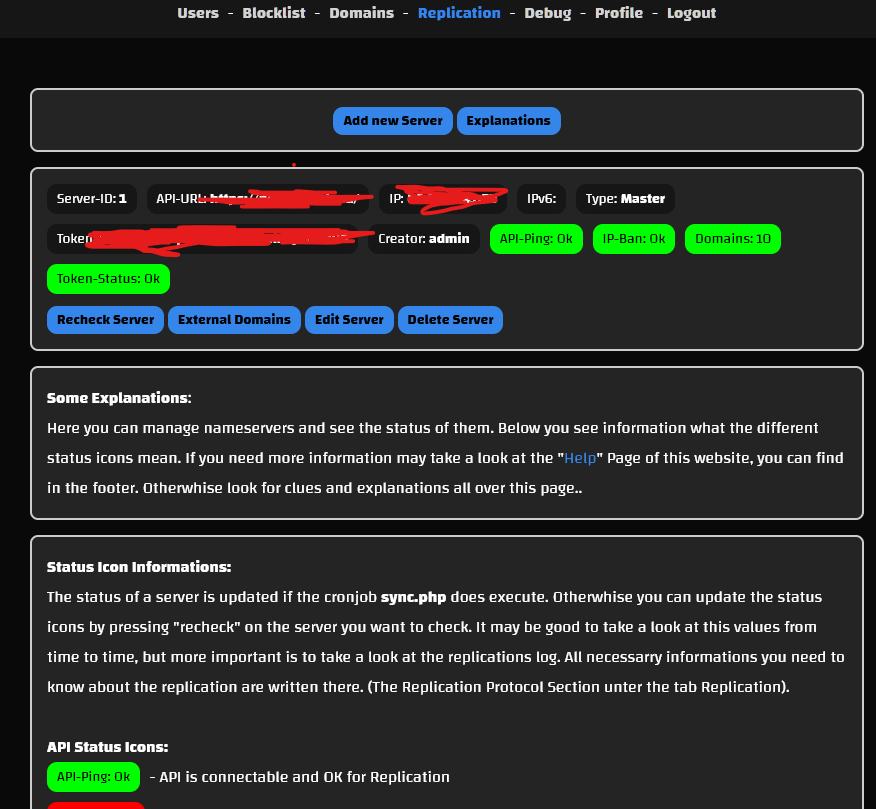 Users - Blocklist - Domains - Replication - Debug - Profile - Logout
Add new Server Explanations
Server-ID: 1 API-URL: IP: IPv6: Type: Master
Token Creator: admin API-Ping: Ok IP-Ban: Ok Domains: 10
Token-Status: Ok
Recheck Server External Domains Edit Server Delete Server
Some Explanations:
Here you can manage nameservers and see the status of them. Below you see information what the different
status icons mean. If you need more information may take a look at the "Help" Page of this website, you can find
in the footer. Otherwhise look for clues and explanations all over this page..
Status Icon Informations:
The status of a server is updated if the cronjob sync.php does execute. Otherwhise you can update the status
icons by pressing "recheck" on the server you want to check. It may be good to take a look at this values from
time to time, but more important is to take a look at the replications log. All necessarry informations you need to
know about the replication are written there. (The Replication Protocol Section unter the tab Replication).
API Status Icons:
API-Ping: Ok - API is connectable and OK for Replication